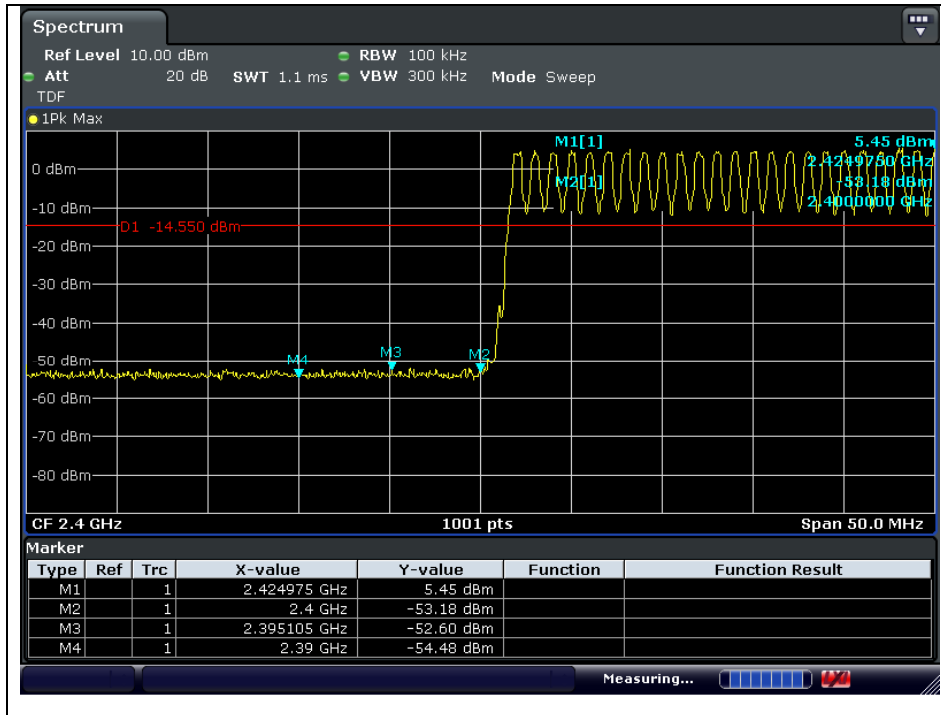 Spectrum
Ref Level 10.00 dBm RBW 100 kHz
Att 20 dB SWT 1.1 ms VBW 300 kHz Mode Sweep
TDF
1Pk Max
M1[1] 5.45 dBm
2.4249750 GHz
M2[1] -53.18 dBm
2.4000000 GHz
0 dBm
-10 dBm
D1 -14.550 dBm
-20 dBm
-30 dBm
-40 dBm
-50 dBm
M4 M3 M2
-60 dBm
-70 dBm
-80 dBm
CF 2.4 GHz 1001 pts Span 50.0 MHz
Marker
Type Ref Trc X-value Y-value Function Function Result
M1 1 2.424975 GHz 5.45 dBm
M2 1 2.4 GHz -53.18 dBm
M3 1 2.395105 GHz -52.60 dBm
M4 1 2.39 GHz -54.48 dBm
Measuring...